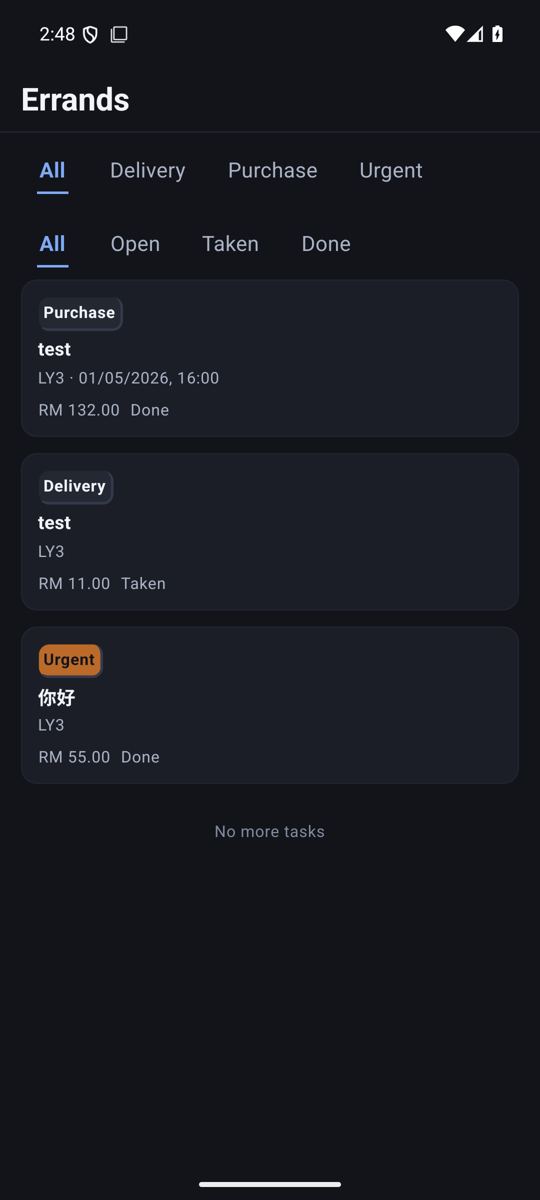 2:48
Errands
All Delivery Purchase Urgent
All Open Taken Done
Purchase
test
LY3 · 01/05/2026, 16:00
RM 132.00 Done
Delivery
test
LY3
RM 11.00 Taken
Urgent
你好
LY3
RM 55.00 Done
No more tasks